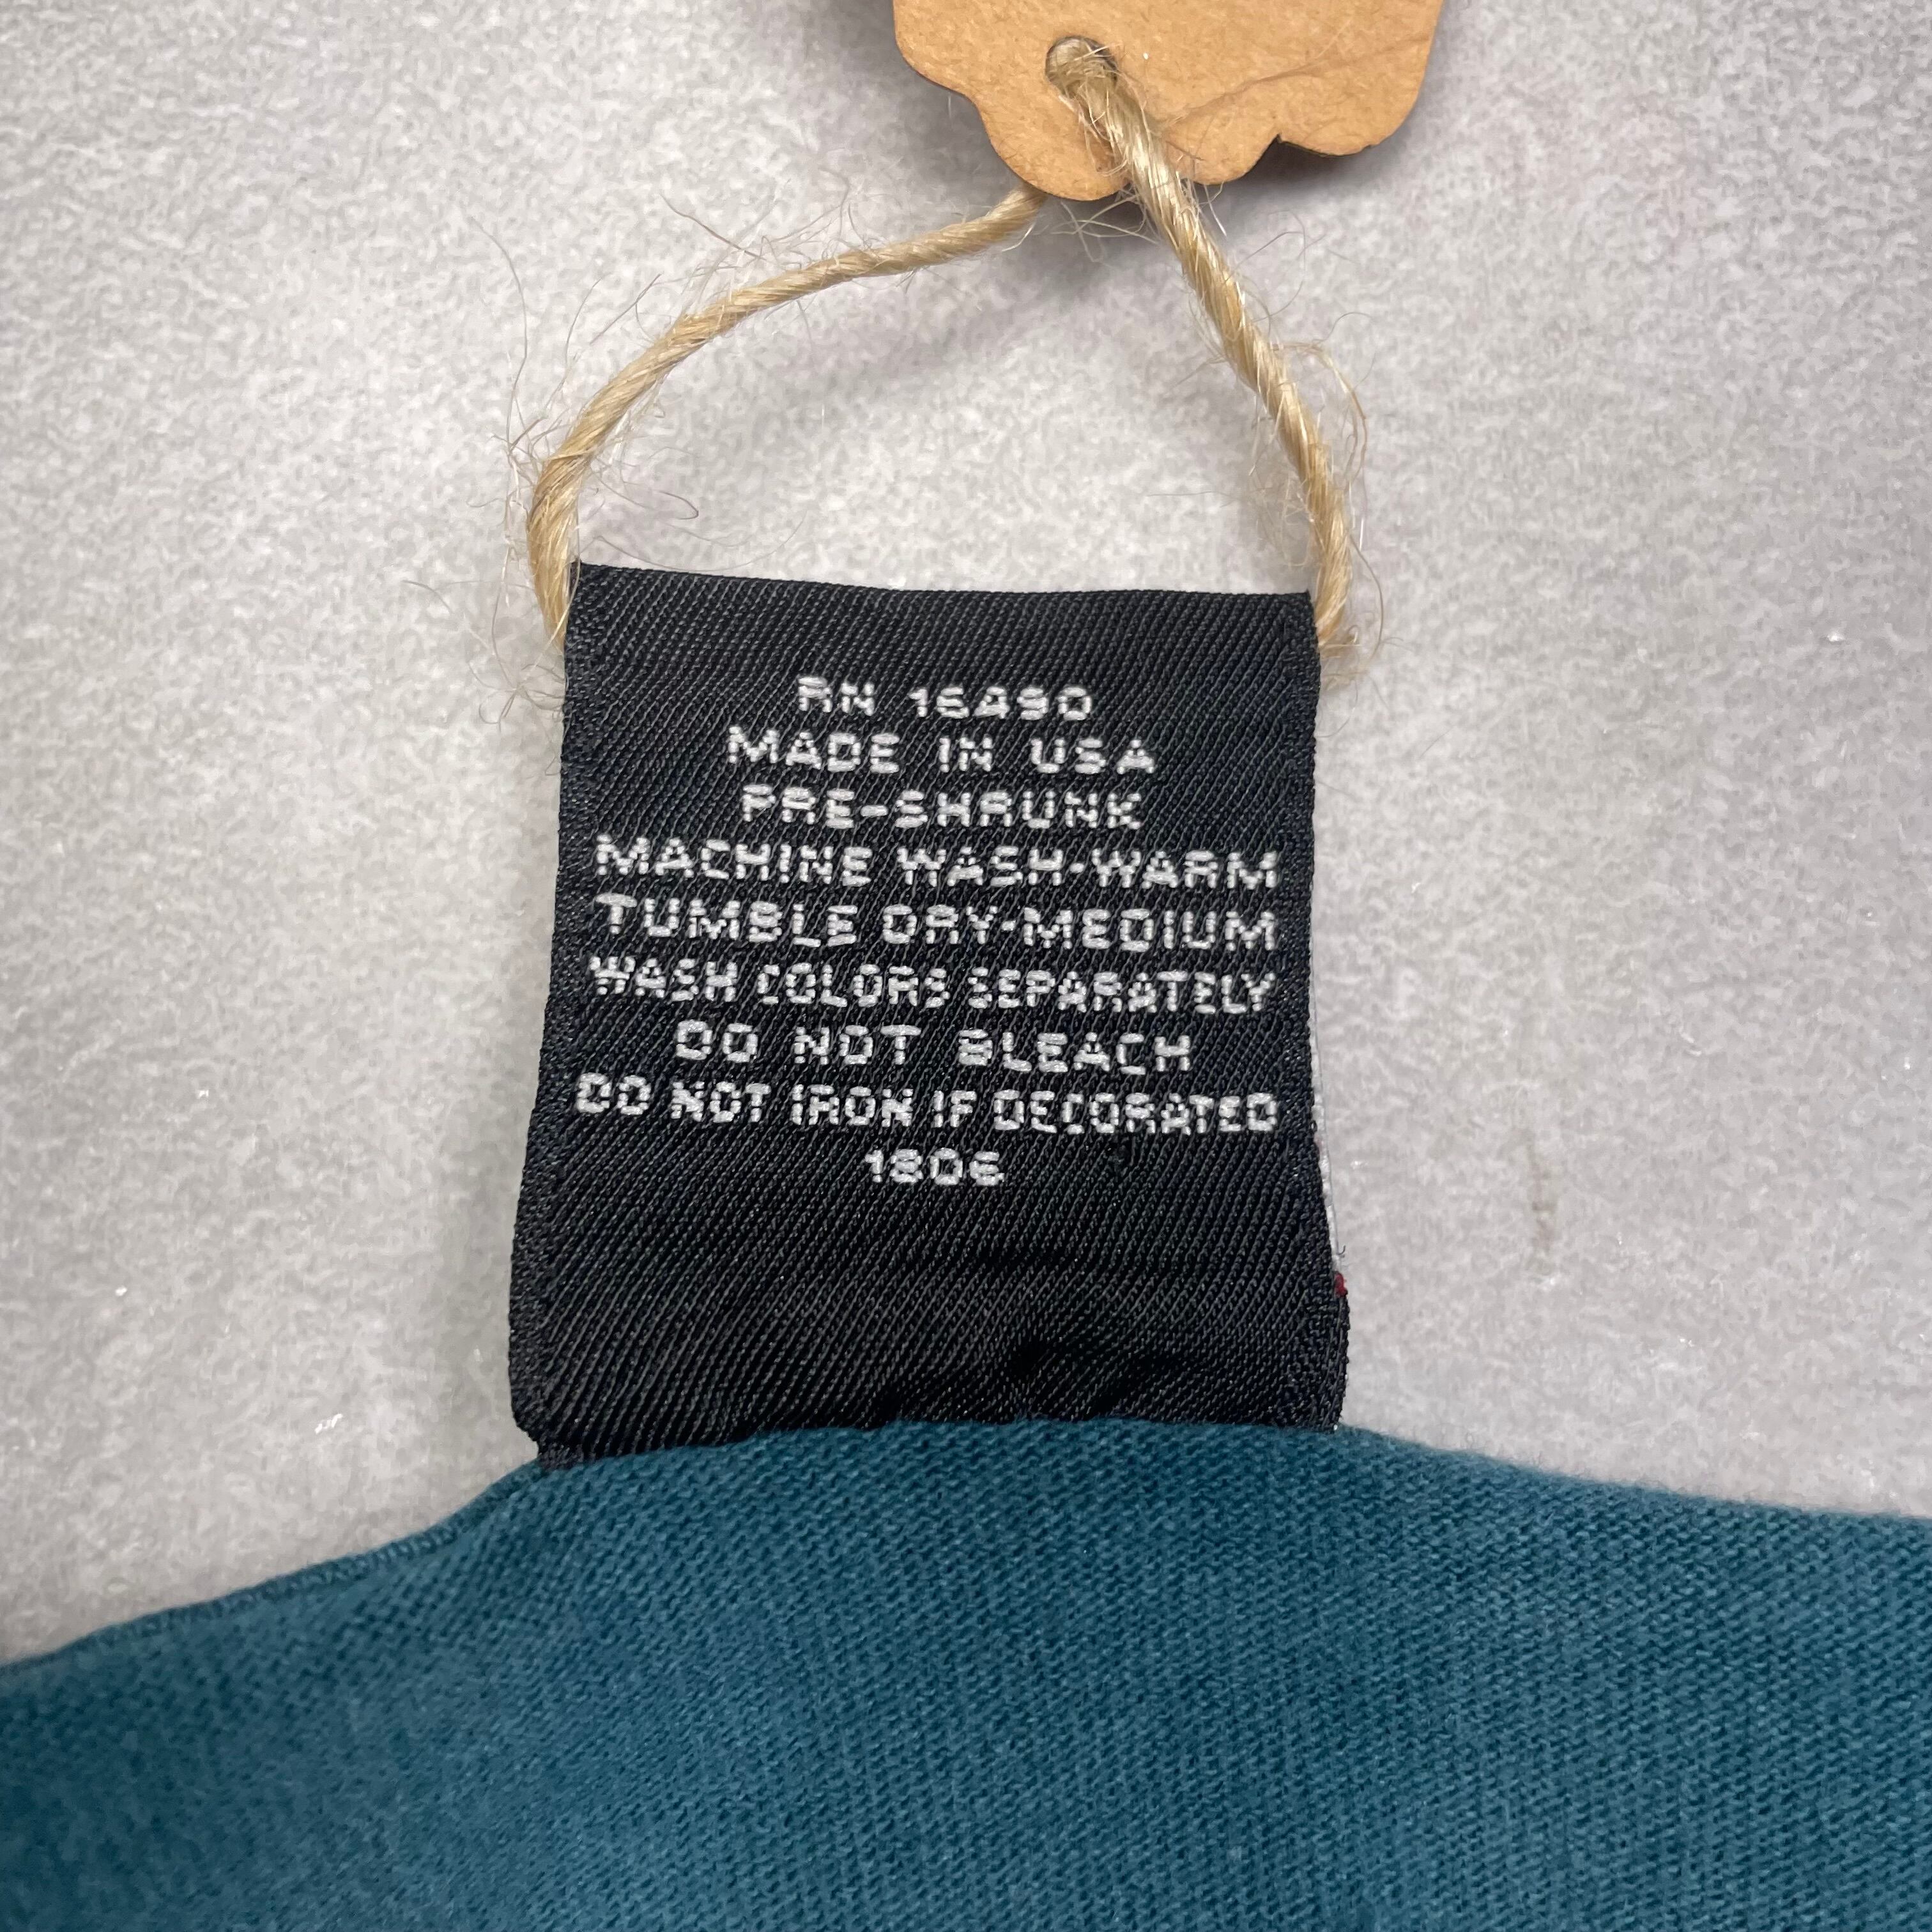 RN 16490
MADE IN USA
PRE-SHRUNK
MACHINE WASH-WARM
TUMBLE DRY-MEDIUM
WASH COLORS SEPARATELY
DO NOT BLEACH
DO NOT IRON IF DECORATED
1806